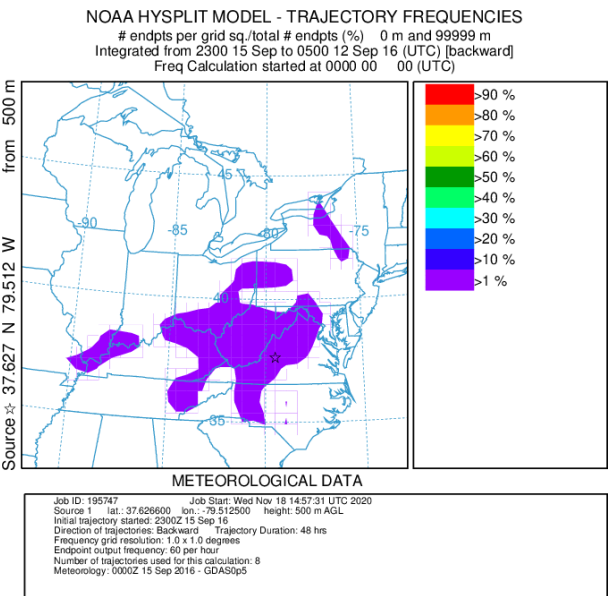 NOAA HYSPLIT MODEL - TRAJECTORY FREQUENCIES
# endpts per grid sq./total # endpts (%) 0 m and 99999 m
Integrated from 2300 15 Sep to 0500 12 Sep 16 (UTC) [backward]
Freq Calculation started at 0000 00 00 (UTC)
Source ☆ 37.627 N 79.512 W from 500 m
45
-90
-85
-80
-75
40
35
>90 %
>80 %
>70 %
>60 %
>50 %
>40 %
>30 %
>20 %
>10 %
>1 %
METEOROLOGICAL DATA
Job ID: 195747 Job Start: Wed Nov 18 14:57:31 UTC 2020
Source 1 lat.: 37.626600 lon.: -79.512500 height: 500 m AGL
Initial trajectory started: 2300Z 15 Sep 16
Direction of trajectories: Backward Trajectory Duration: 48 hrs
Frequency grid resolution: 1.0 x 1.0 degrees
Endpoint output frequency: 60 per hour
Number of trajectories used for this calculation: 8
Meteorology: 0000Z 15 Sep 2016 - GDAS0p5